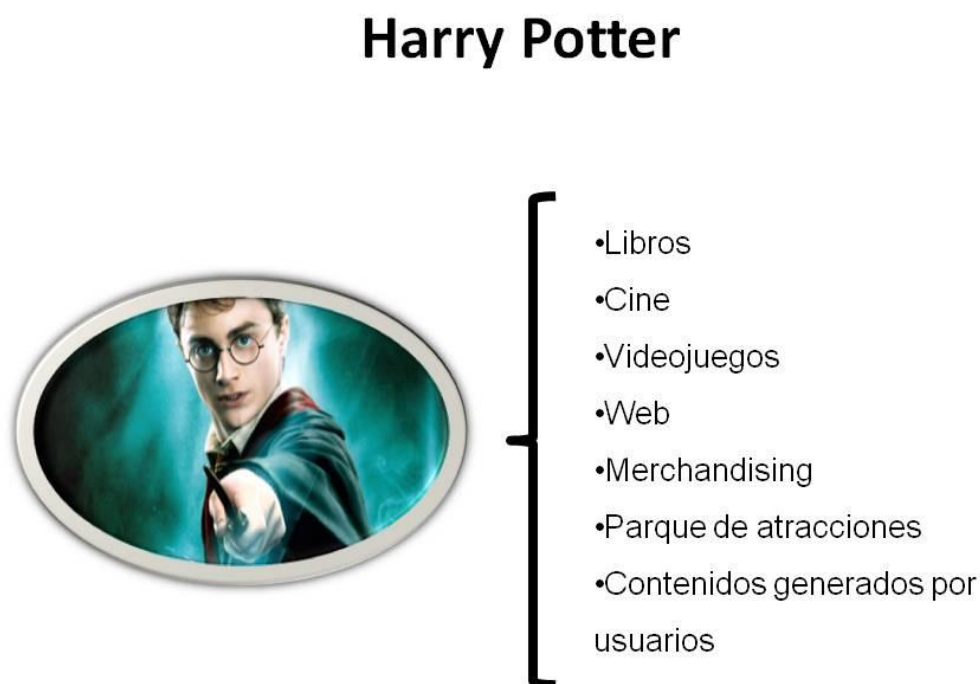 Harry Potter
•Libros
•Cine
•Videojuegos
•Web
•Merchandising
•Parque de atracciones
•Contenidos generados por
usuarios